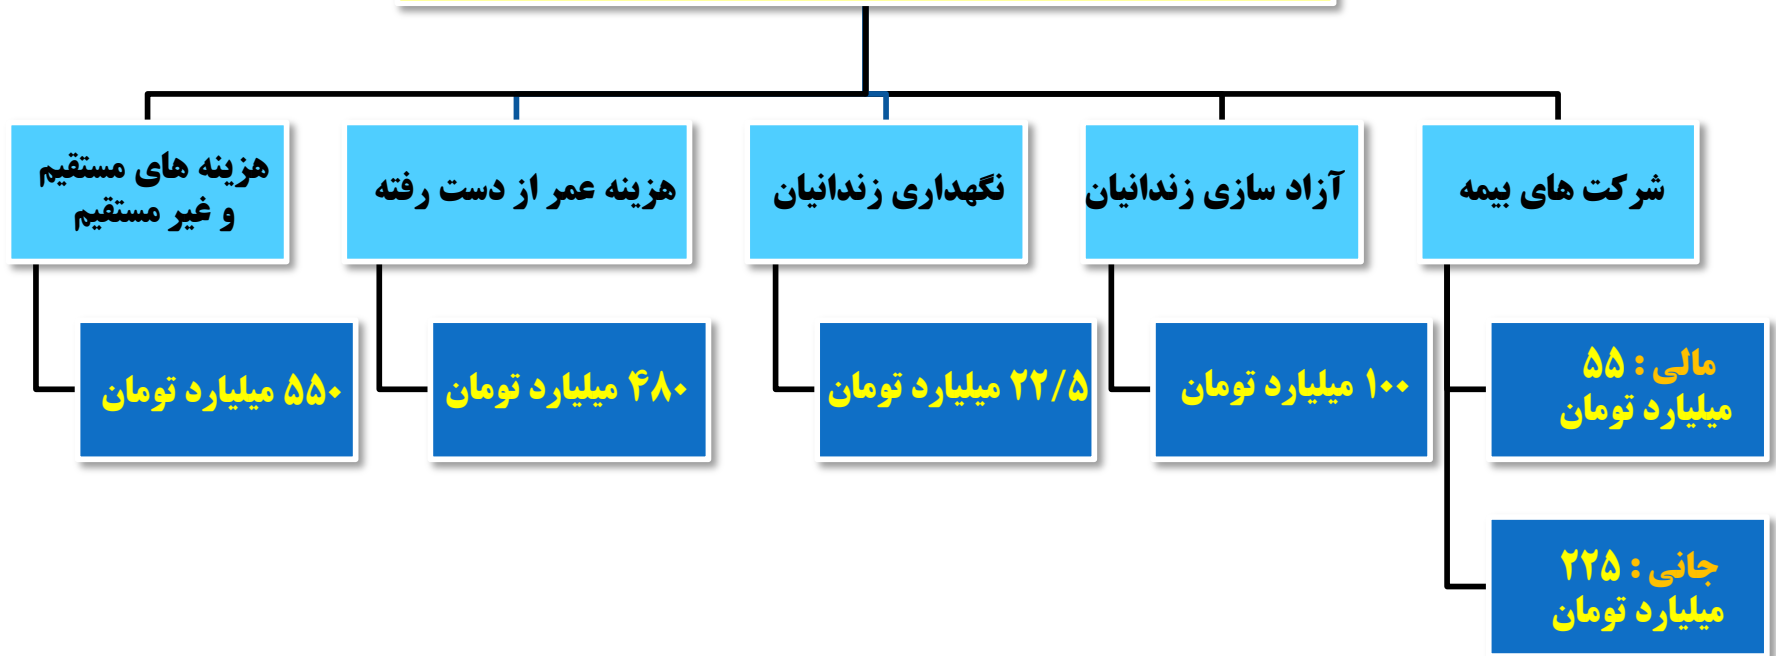 شرکت های بیمه
آزاد سازی زندانیان
نگهداری زندانیان
هزینه عمر از دست رفته
هزینه های مستقیم
و غیر مستقیم
مالی : ۵۵
میلیارد تومان
۱۰۰ میلیارد تومان
۲۲/۵ میلیارد تومان
۴۸۰ میلیارد تومان
۵۵۰ میلیارد تومان
جانی : ۲۲۵
میلیارد تومان